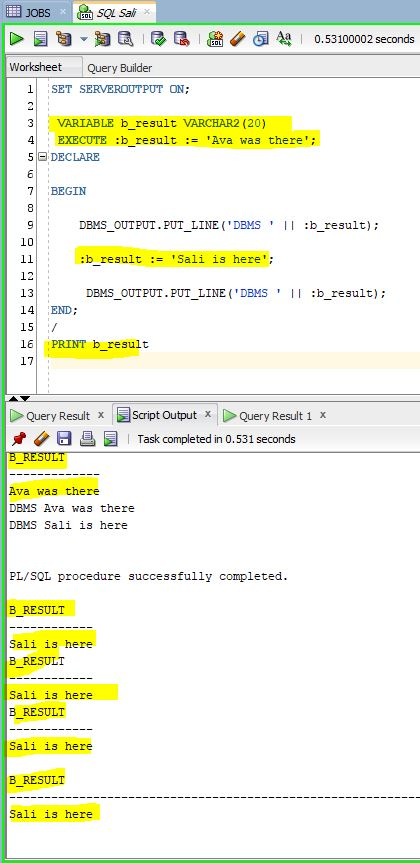 JOBS SQL Sali
0.53100002 seconds
Worksheet Query Builder
1 SET SERVEROUTPUT ON;
2
3 VARIABLE b_result VARCHAR2(20)
4 EXECUTE :b_result := 'Ava was there';
5 DECLARE
6
7 BEGIN
8
9 DBMS_OUTPUT.PUT_LINE('DBMS ' || :b_result);
10
11 :b_result := 'Sali is here';
12
13 DBMS_OUTPUT.PUT_LINE('DBMS ' || :b_result);
14 END;
15 /
16 PRINT b_result
17
Query Result x Script Output x Query Result 1 x
Task completed in 0.531 seconds
B_RESULT
-------------
Ava was there
DBMS Ava was there
DBMS Sali is here
PL/SQL procedure successfully completed.
B_RESULT
------------
Sali is here
B_RESULT
------------
Sali is here
B_RESULT
------------
Sali is here
B_RESULT
--------------------------------------------------------------
Sali is here